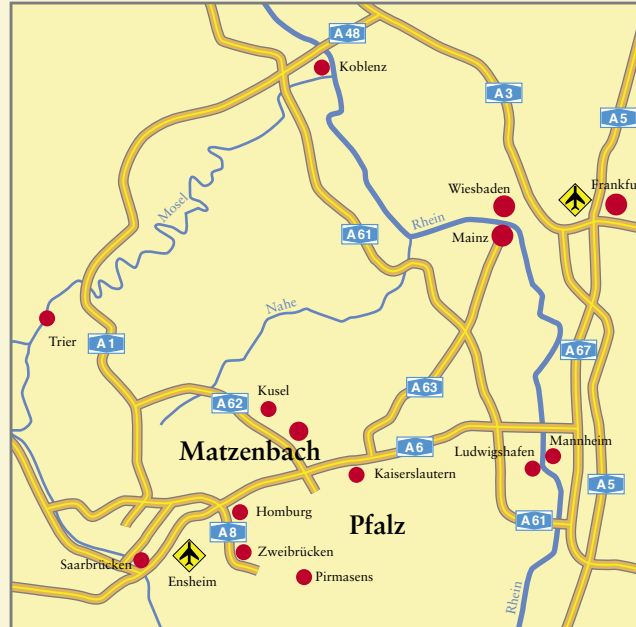 A48
Koblenz
A3
A5
Mosel
Wiesbaden
Frankfu
Rhein
A61
Mainz
Nahe
Trier
A1
A67
Kusel
A62
A63
Matzenbach
A6
Ludwigshafen
Mannheim
Kaiserslautern
A5
Homburg
Pfalz
A61
A8
Zweibrücken
Saarbrücken
Ensheim
Pirmasens
Rhein